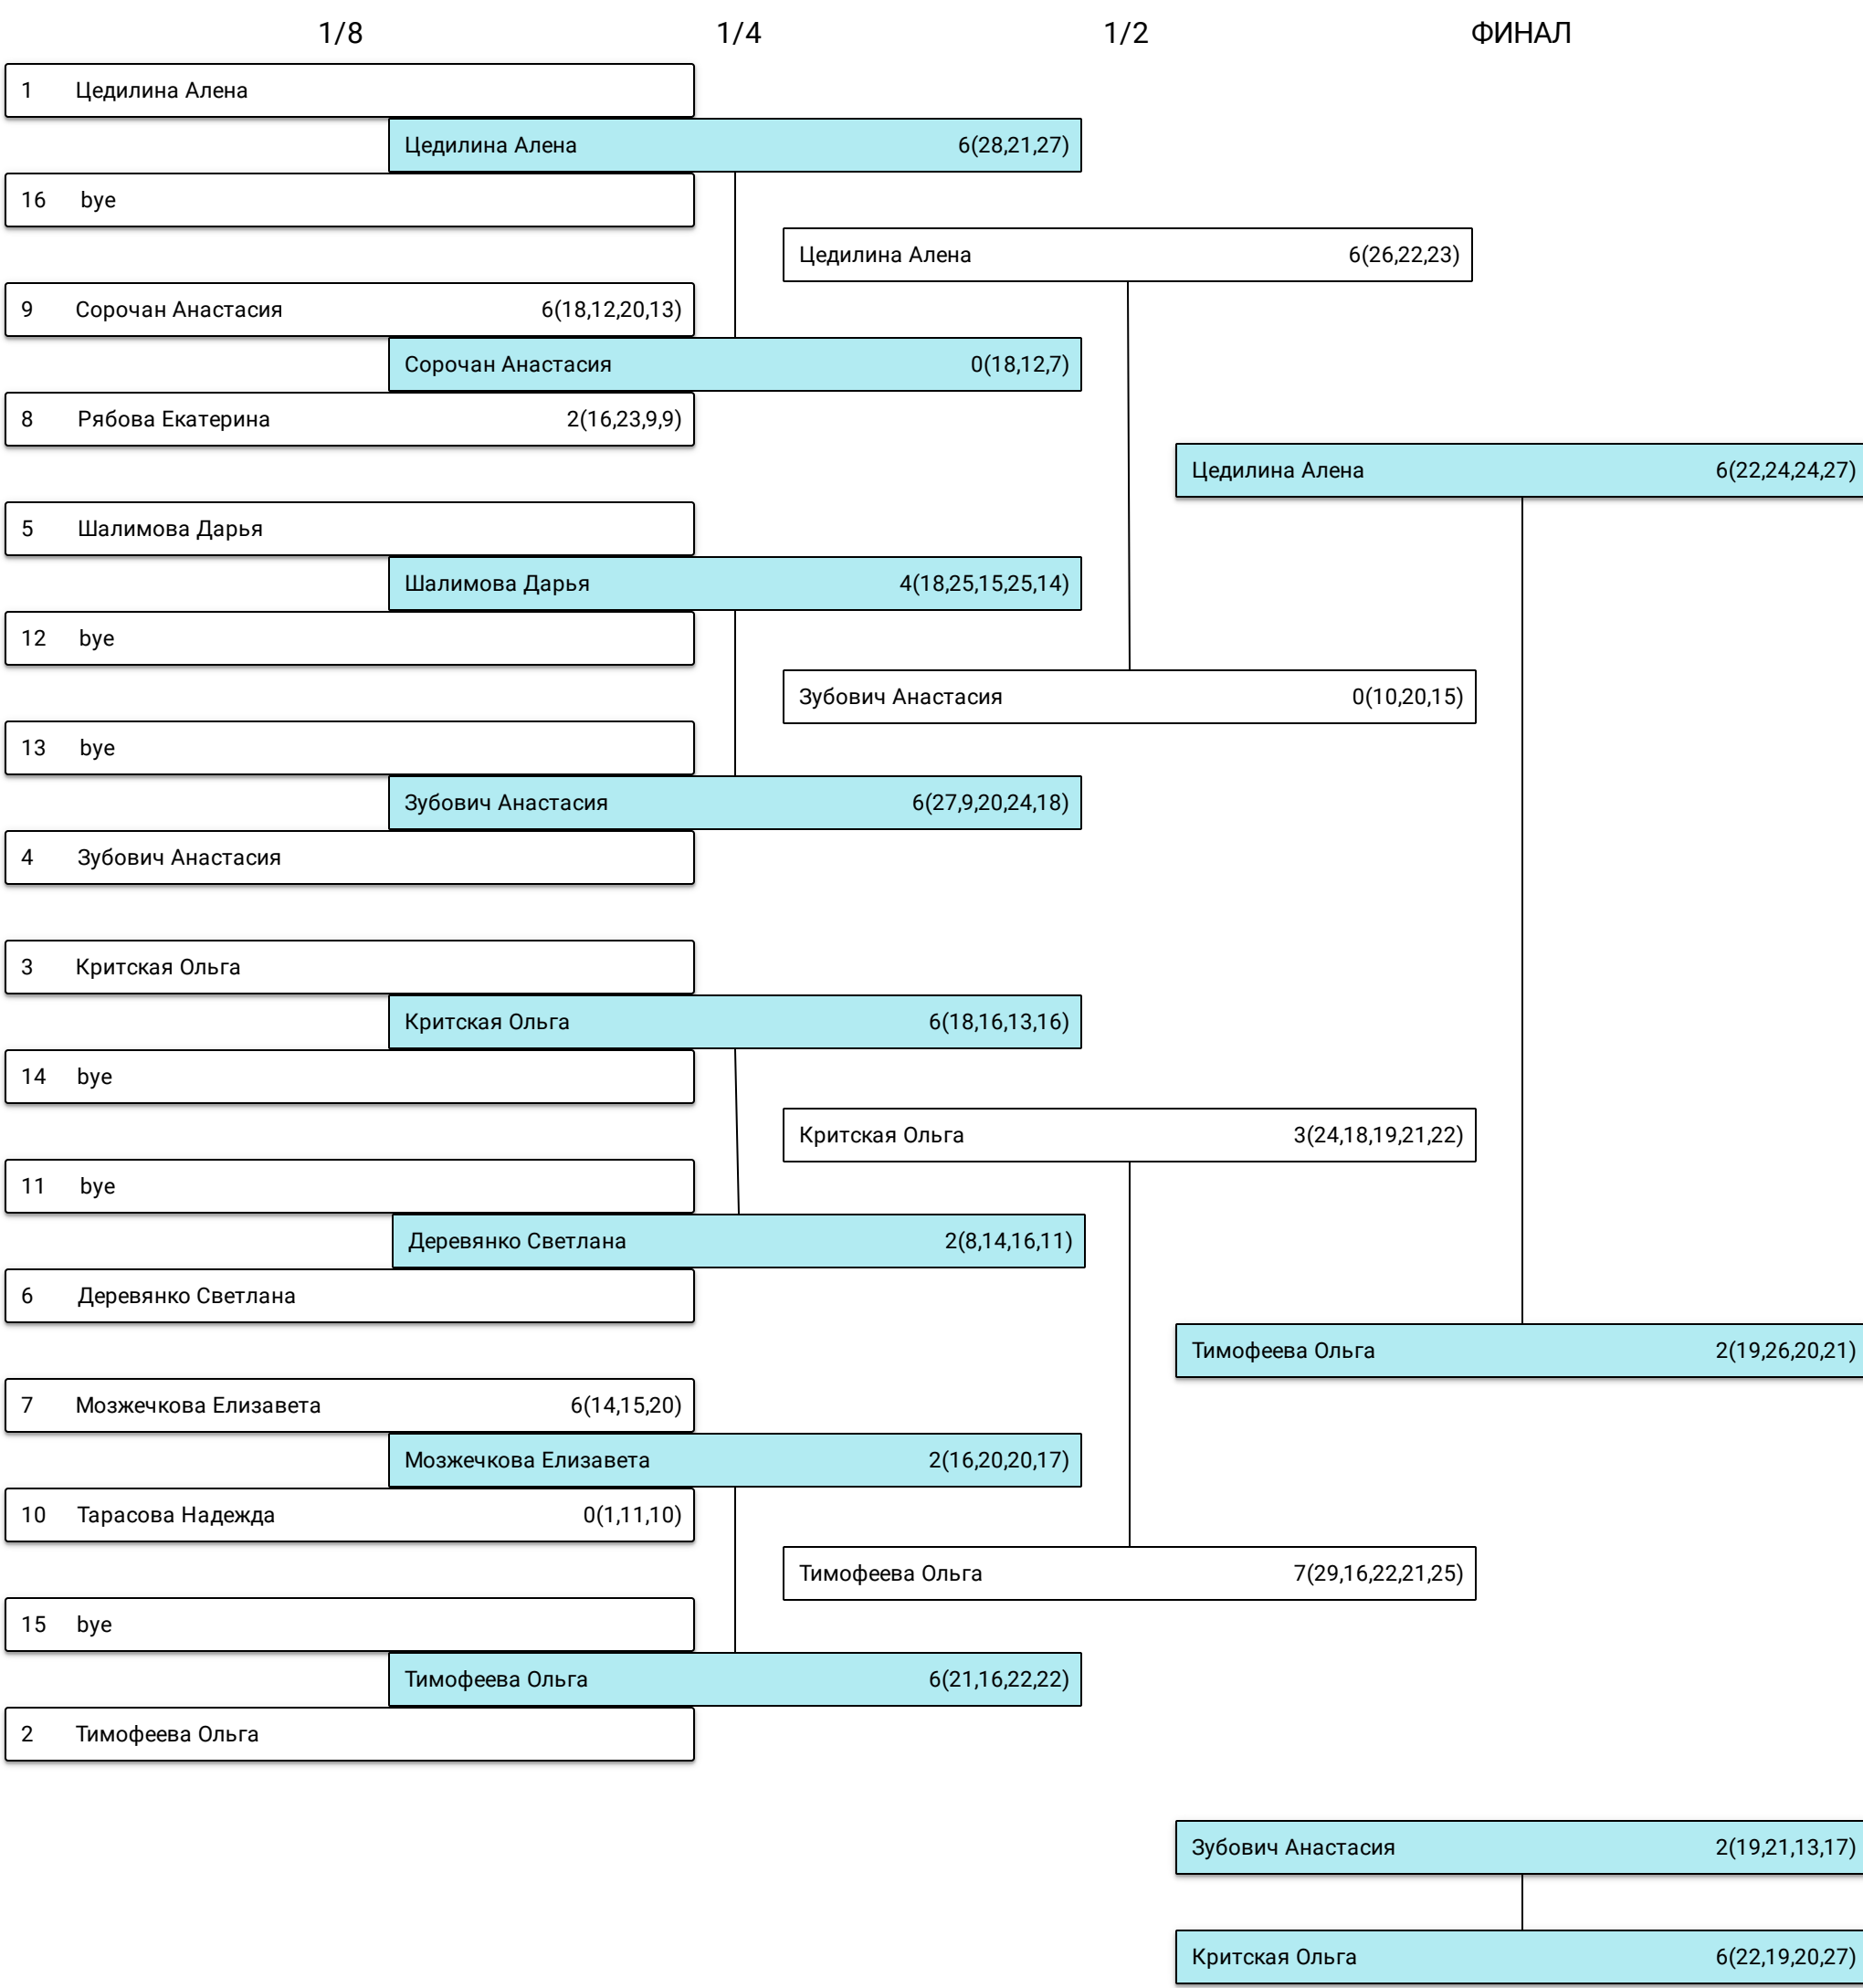 1/8 1/4 1/2 ФИНАЛ
1 Цедилина Алена
Цедилина Алена 6(28,21,27)
16 bye
Цедилина Алена 6(26,22,23)
9 Сорочан Анастасия 6(18,12,20,13)
Сорочан Анастасия 0(18,12,7)
8 Рябова Екатерина 2(16,23,9,9)
Цедилина Алена 6(22,24,24,27)
5 Шалимова Дарья
Шалимова Дарья 4(18,25,15,25,14)
12 bye
Зубович Анастасия 0(10,20,15)
13 bye
Зубович Анастасия 6(27,9,20,24,18)
4 Зубович Анастасия
3 Критская Ольга
Критская Ольга 6(18,16,13,16)
14 bye
Критская Ольга 3(24,18,19,21,22)
11 bye
Деревянко Светлана 2(8,14,16,11)
6 Деревянко Светлана
Тимофеева Ольга 2(19,26,20,21)
7 Мозжечкова Елизавета 6(14,15,20)
Мозжечкова Елизавета 2(16,20,20,17)
10 Тарасова Надежда 0(1,11,10)
Тимофеева Ольга 7(29,16,22,21,25)
15 bye
Тимофеева Ольга 6(21,16,22,22)
2 Тимофеева Ольга
Зубович Анастасия 2(19,21,13,17)
Критская Ольга 6(22,19,20,27)